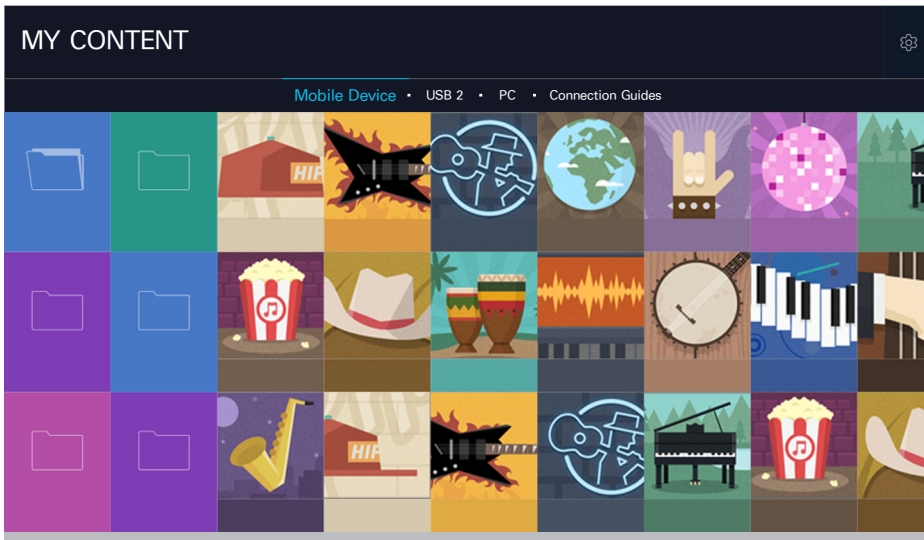 MY CONTENT
Mobile Device • USB 2 • PC • Connection Guides
HIP
HIP